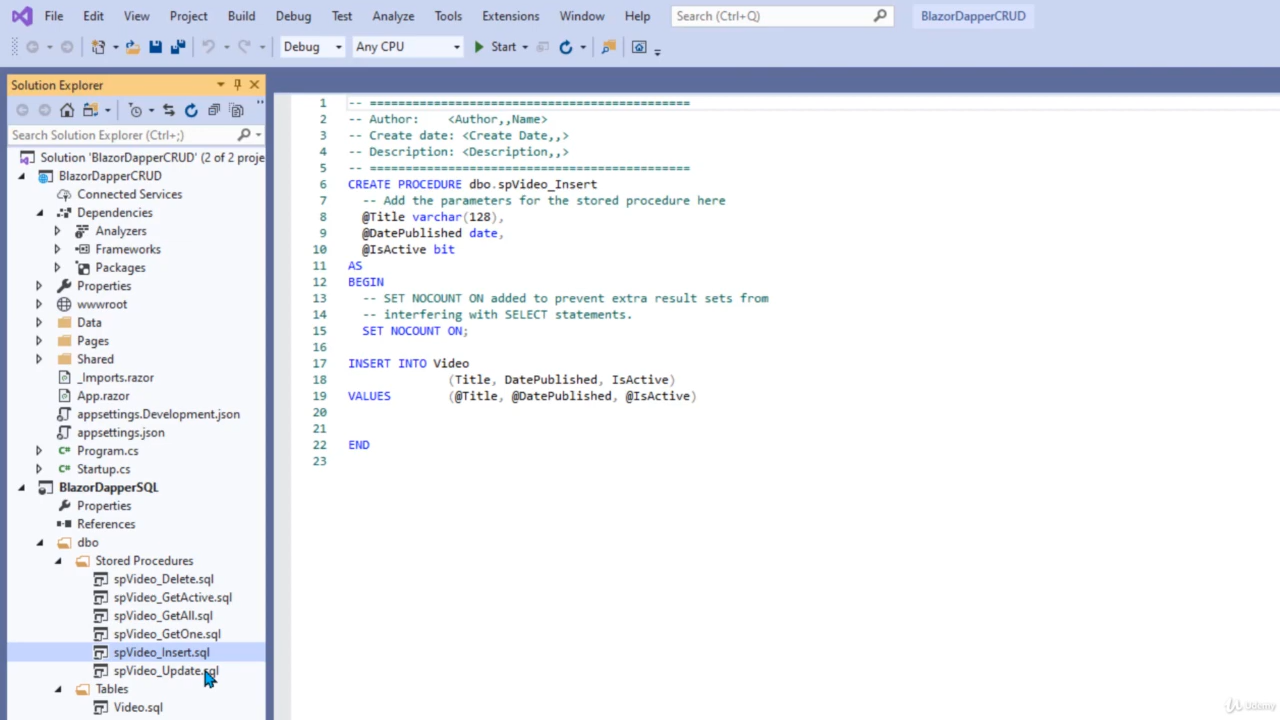 File Edit View Project Build Debug Test Analyze Tools Extensions Window Help Search (Ctrl+Q) BlazorDapperCRUD
Debug Any CPU Start
Solution Explorer
Search Solution Explorer (Ctrl+;)
Solution 'BlazorDapperCRUD' (2 of 2 proje
BlazorDapperCRUD
Connected Services
Dependencies
Analyzers
Frameworks
Packages
Properties
wwwroot
Data
Pages
Shared
_Imports.razor
App.razor
appsettings.Development.json
appsettings.json
Program.cs
Startup.cs
BlazorDapperSQL
Properties
References
dbo
Stored Procedures
spVideo_Delete.sql
spVideo_GetActive.sql
spVideo_GetAll.sql
spVideo_GetOne.sql
spVideo_Insert.sql
spVideo_Update.sql
Tables
Video.sql
1 -- =============================================
2 -- Author: <Author,,Name>
3 -- Create date: <Create Date,,>
4 -- Description: <Description,,>
5 -- =============================================
6 CREATE PROCEDURE dbo.spVideo_Insert
7 -- Add the parameters for the stored procedure here
8 @Title varchar(128),
9 @DatePublished date,
10 @IsActive bit
11 AS
12 BEGIN
13 -- SET NOCOUNT ON added to prevent extra result sets from
14 -- interfering with SELECT statements.
15 SET NOCOUNT ON;
16
17 INSERT INTO Video
18 (Title, DatePublished, IsActive)
19 VALUES (@Title, @DatePublished, @IsActive)
20
21
22 END
23
Udemy